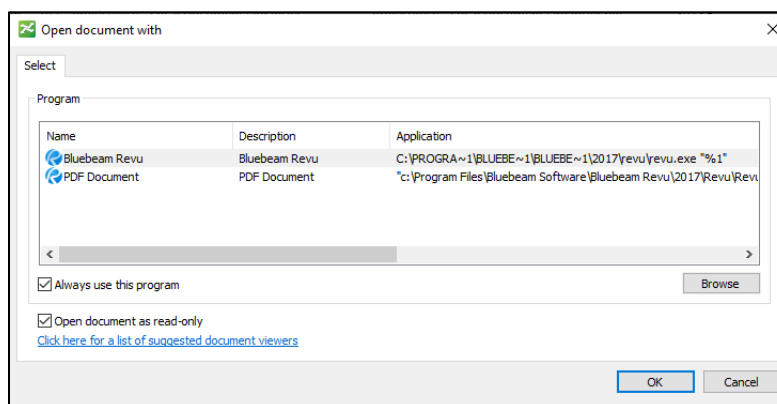 Open document with
Select
Program
Name Description Application
Bluebeam Revu Bluebeam Revu C:\PROGRA~1\BLUEBE~1\BLUEBE~1\2017\revu\revu.exe "%1"
PDF Document PDF Document "c:\Program Files\Bluebeam Software\Bluebeam Revu\2017\Revu\Revu
Always use this program Browse
Open document as read-only
Click here for a list of suggested document viewers
OK Cancel